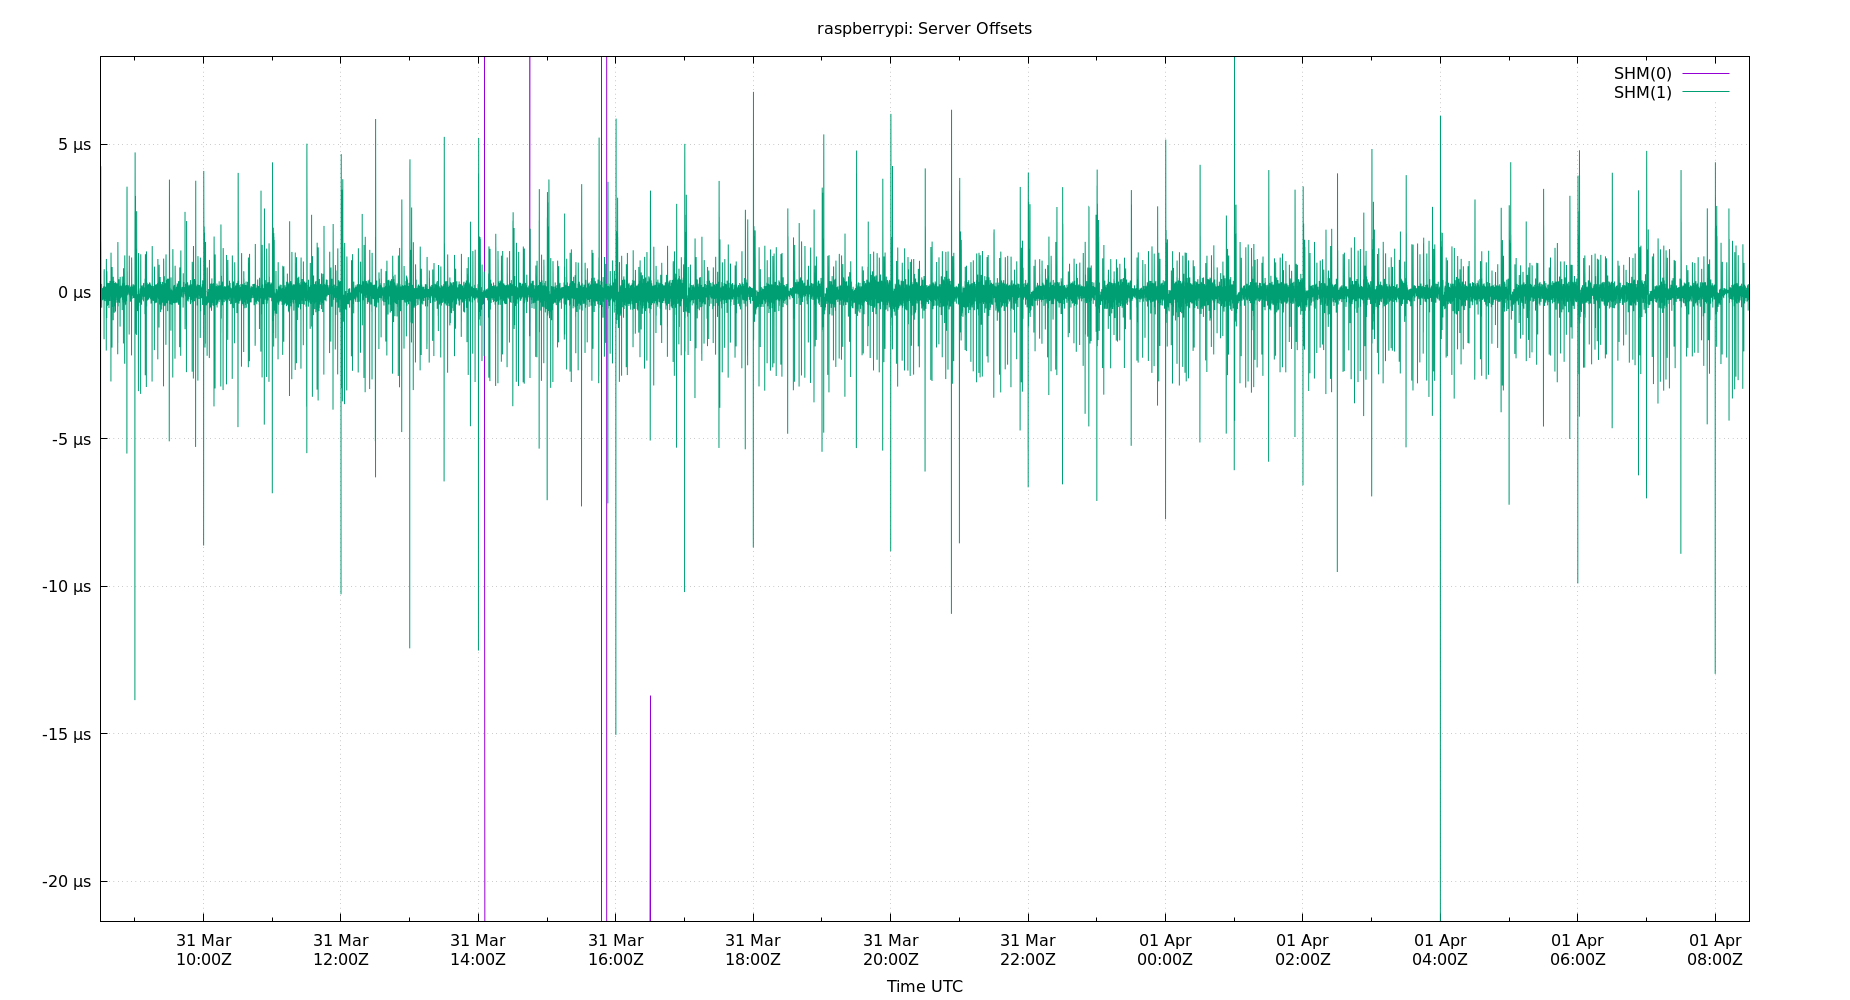 raspberrypi: Server Offsets
SHM(0)
SHM(1)
5 µs
0 µs
-5 µs
-10 µs
-15 µs
-20 µs
31 Mar 31 Mar 31 Mar 31 Mar 31 Mar 31 Mar 31 Mar 01 Apr 01 Apr 01 Apr 01 Apr 01 Apr
10:00Z 12:00Z 14:00Z 16:00Z 18:00Z 20:00Z 22:00Z 00:00Z 02:00Z 04:00Z 06:00Z 08:00Z
Time UTC